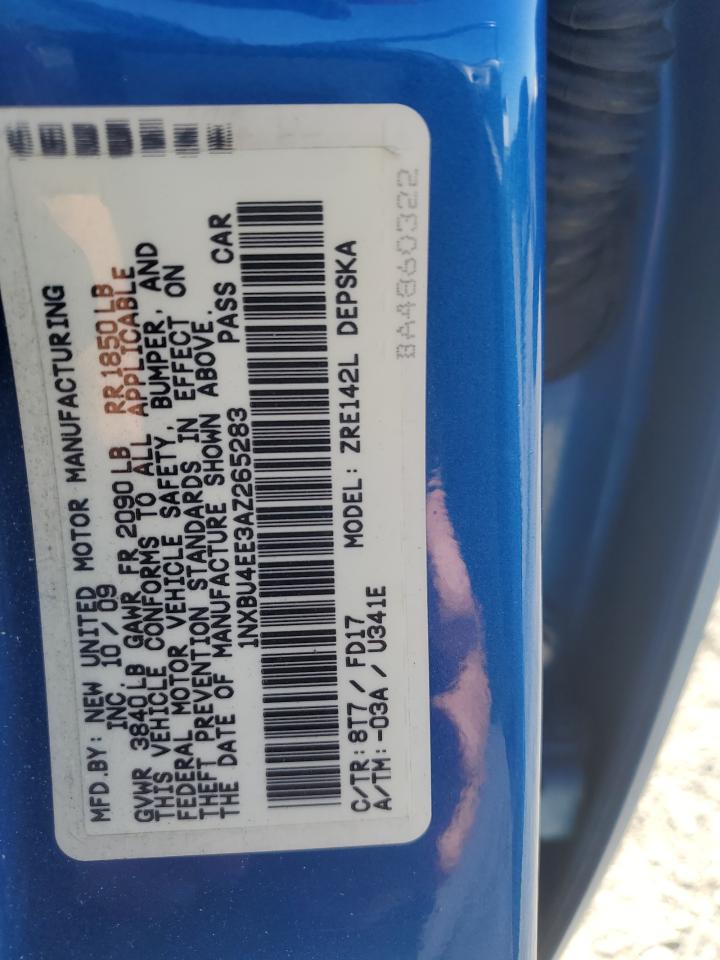 MFD.BY: NEW UNITED MOTOR MANUFACTURING
INC. 10 / 09
GVWR 3840 LB GAWR FR 2090 LB RR 1850 LB
THIS VEHICLE CONFORMS TO ALL APPLICABLE
FEDERAL MOTOR VEHICLE SAFETY, BUMPER, AND
THEFT PREVENTION STANDARDS IN EFFECT ON
THE DATE OF MANUFACTURE SHOWN ABOVE.
1NXBU4EE3AZ265283 PASS CAR
C/TR: 8T7 / FD17 MODEL: ZRE142L DEPSKA
A/TM: -03A / U341E
BA4860322